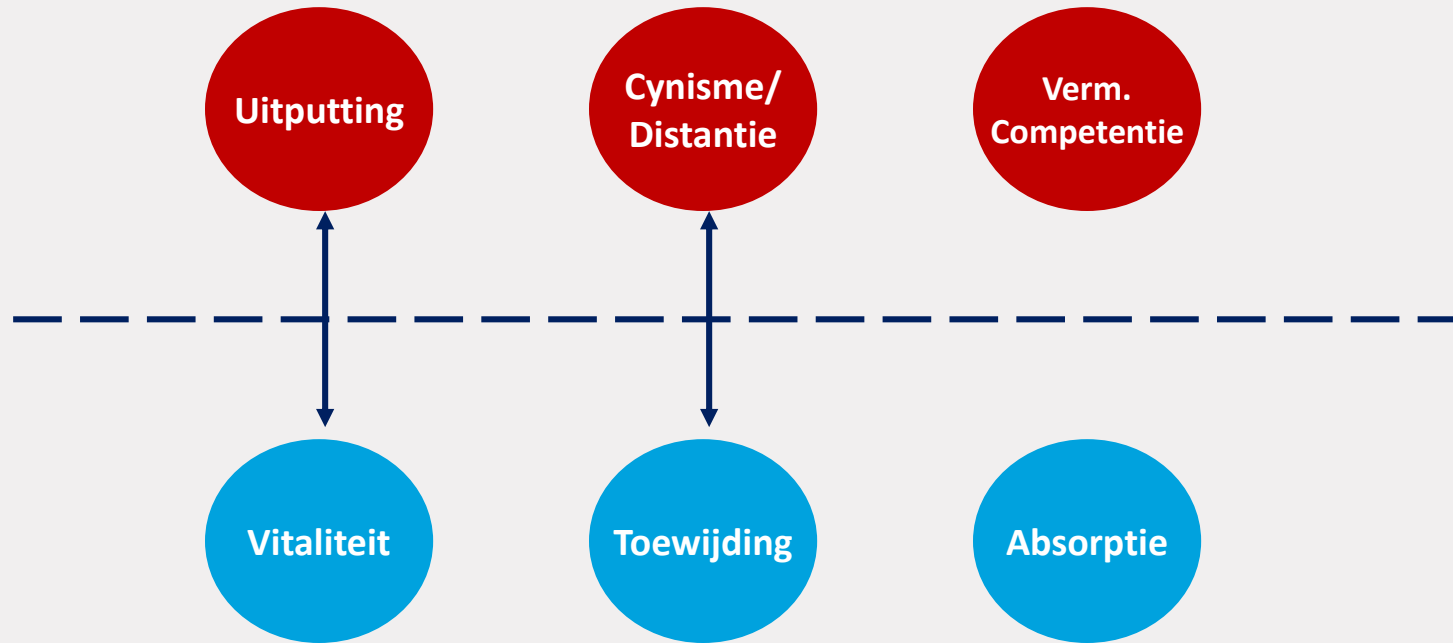 Uitputting
Cynisme/
Distantie
Verm.
Competentie
Vitaliteit
Toewijding
Absorptie